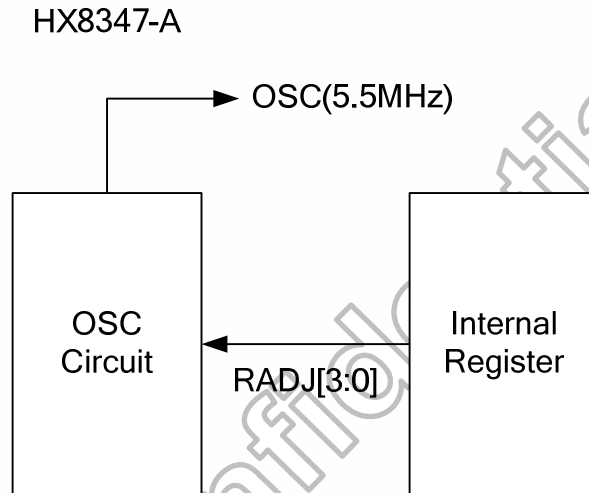 HX8347-A
OSC(5.5MHz)
OSC
Circuit
RADJ[3:0]
Internal
Register